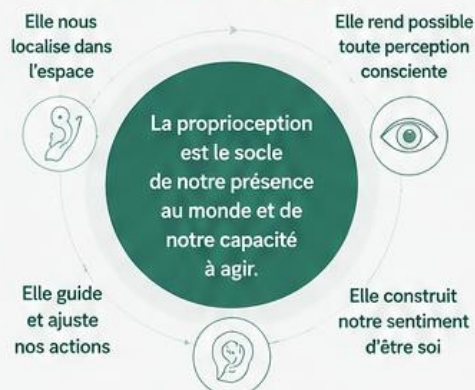 Elle nous
localise dans
l'espace
Elle rend possible
toute perception
consciente
La proprioception
est le socle
de notre présence
au monde et de
notre capacité
à agir.
Elle guide
et ajuste
nos actions
Elle construit
notre sentiment
d'être soi